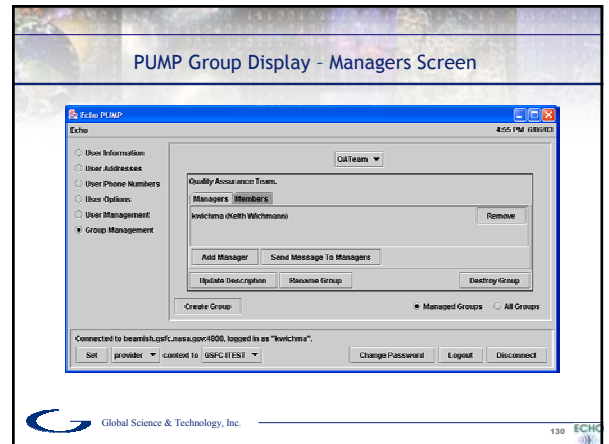 PUMP Group Display – Managers Screen
Echo PUMP
Echo
4:55 PM 6/06/03
User Information
User Addresses
User Phone Numbers
User Options
User Management
Group Management
QATeam
Quality Assurance Team.
Managers Members
kwichma (Keith Wichmann)
Remove
Add Manager Send Message To Managers
Update Description Rename Group Destroy Group
Create Group
Managed Groups All Groups
Connected to beamish.gsfc.nasa.gov:4800, logged in as "kwichma".
Set provider context to GSFC-ITEST Change Password Logout Disconnect
Global Science & Technology, Inc.
130 ECHO